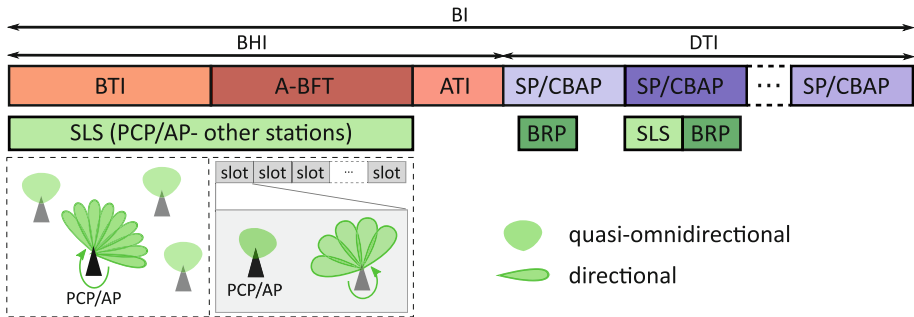 BI
BHI DTI
BTI A-BFT ATI SP/CBAP SP/CBAP ... SP/CBAP
SLS (PCP/AP- other stations) BRP SLS BRP
slot slot slot ... slot
quasi-omnidirectional
directional
PCP/AP
PCP/AP